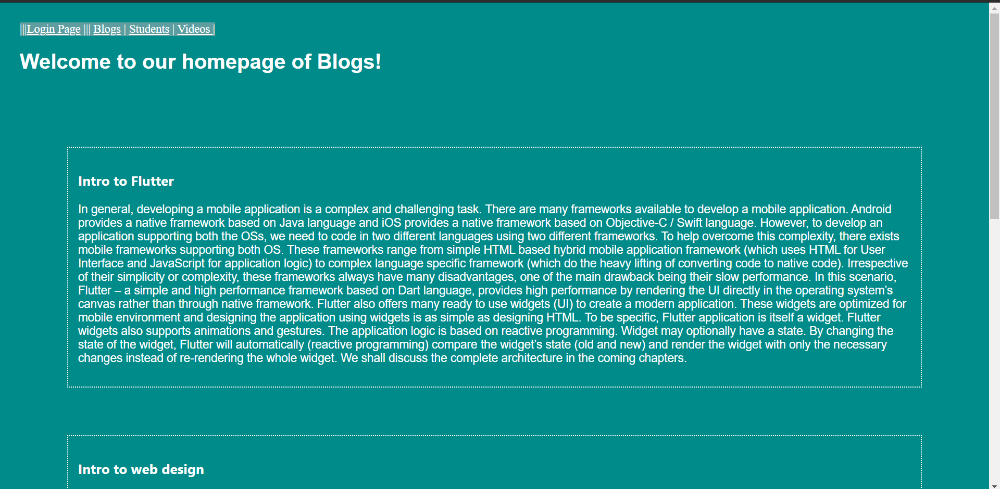 |||Login Page ||| Blogs | Students | Videos |
Welcome to our homepage of Blogs!
Intro to Flutter
In general, developing a mobile application is a complex and challenging task. There are many frameworks available to develop a mobile application. Android
provides a native framework based on Java language and iOS provides a native framework based on Objective-C / Swift language. However, to develop an
application supporting both the OSs, we need to code in two different languages using two different frameworks. To help overcome this complexity, there exists
mobile frameworks supporting both OS. These frameworks range from simple HTML based hybrid mobile application framework (which uses HTML for User
Interface and JavaScript for application logic) to complex language specific framework (which do the heavy lifting of converting code to native code). Irrespective
of their simplicity or complexity, these frameworks always have many disadvantages, one of the main drawback being their slow performance. In this scenario,
Flutter – a simple and high performance framework based on Dart language, provides high performance by rendering the UI directly in the operating system’s
canvas rather than through native framework. Flutter also offers many ready to use widgets (UI) to create a modern application. These widgets are optimized for
mobile environment and designing the application using widgets is as simple as designing HTML. To be specific, Flutter application is itself a widget. Flutter
widgets also supports animations and gestures. The application logic is based on reactive programming. Widget may optionally have a state. By changing the
state of the widget, Flutter will automatically (reactive programming) compare the widget’s state (old and new) and render the widget with only the necessary
changes instead of re-rendering the whole widget. We shall discuss the complete architecture in the coming chapters.
Intro to web design